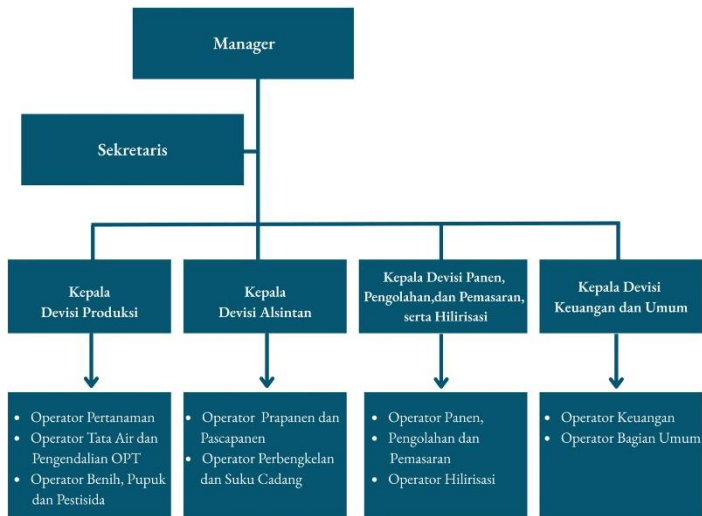 Manager
Sekretaris
Kepala
Devisi Produksi
Kepala
Devisi Alsintan
Kepala Devisi Panen,
Pengolahan,dan Pemasaran,
serta Hilirisasi
Kepala Devisi
Keuangan dan Umum
• Operator Pertanaman
• Operator Tata Air dan
Pengendalian OPT
• Operator Benih, Pupuk
dan Pestisida
• Operator Prapanen dan
Pascapanen
• Operator Perbengkelan
dan Suku Cadang
• Operator Panen,
• Pengolahan dan
• Pemasaran
• Operator Hilirisasi
• Operator Keuangan
• Operator Bagian Umum